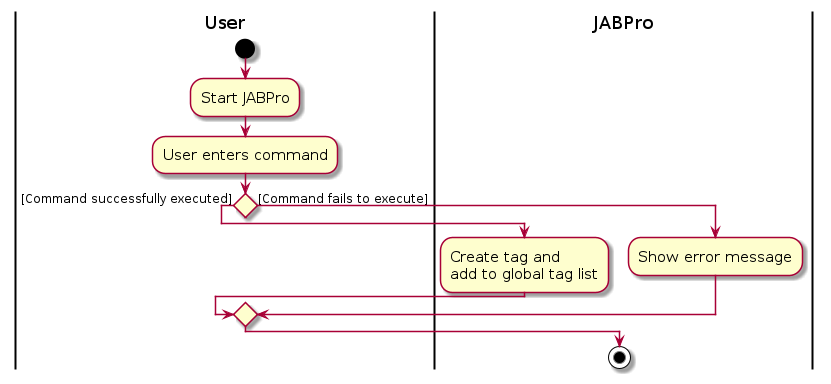 User
JABPro
Start JABPro
User enters command
[Command successfully executed]
[Command fails to execute]
Create tag and
add to global tag list
Show error message